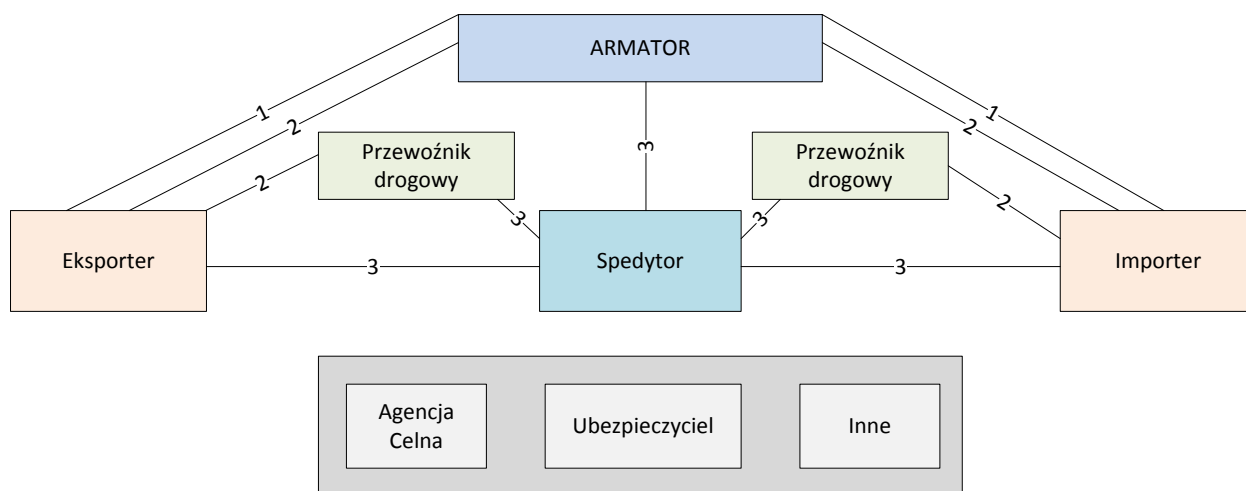 ARMATOR
1
2
2
3
1
2
2
Przewoźnik
drogowy
Przewoźnik
drogowy
3
3
Eksporter
3
Spedytor
3
Importer
Agencja
Celna
Ubezpieczyciel
Inne